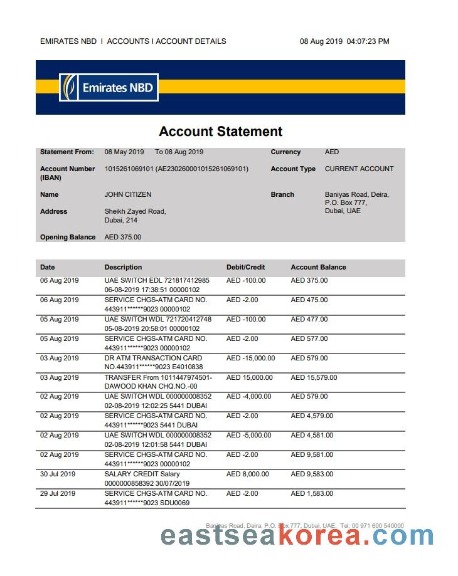 EMIRATES NBD | ACCOUNTS I ACCOUNT DETAILS 08 Aug 2019 04:07:23 PM
Emirates NBD
Account Statement
Statement From: 08 May 2019 To 08 Aug 2019 Currency AED
Account Number 1015261069101 (AE230260001015261069101) Account Type CURRENT ACCOUNT
(IBAN)
Name JOHN CITIZEN Branch Baniyas Road, Deira,
P.O. Box 777,
Address Sheikh Zayed Road, Dubai, UAE
Dubai, 214
Opening Balance AED 375.00
Date Description Debit/Credit Account Balance
06 Aug 2019 UAE SWITCH EDL 721817412985 AED -100.00 AED 375.00
06-08-2019 17:38:51 00000102
06 Aug 2019 SERVICE CHGS-ATM CARD NO. AED -2.00 AED 475.00
443911******9023 00000102
05 Aug 2019 UAE SWITCH WDL 721720412748 AED -100.00 AED 477.00
05-08-2019 20:58:01 00000102
05 Aug 2019 SERVICE CHGS-ATM CARD NO. AED -2.00 AED 577.00
443911******9023 00000102
03 Aug 2019 DR ATM TRANSACTION CARD AED -15,000.00 AED 579.00
NO.443911******9023 E4010838
03 Aug 2019 TRANSFER From 1011447974501- AED 15,000.00 AED 15,579.00
DAWOOD KHAN CHQ.NO.-00
02 Aug 2019 UAE SWITCH WDL 000000008352 AED -4,000.00 AED 579.00
02-08-2019 12:02:25 5441 DUBAI
02 Aug 2019 SERVICE CHGS-ATM CARD NO. AED -2.00 AED 4,579.00
443911******9023 5441 DUBAI
02 Aug 2019 UAE SWITCH WDL 000000008352 AED -5,000.00 AED 4,581.00
02-08-2019 12:01:58 5441 DUBAI
02 Aug 2019 SERVICE CHGS-ATM CARD NO. AED -2.00 AED 9,581.00
443911******9023 00000102
30 Jul 2019 SALARY CREDIT Salary AED 8,000.00 AED 9,583.00
0000000858392 30/07/2019
29 Jul 2019 SERVICE CHGS-ATM CARD NO. AED -2.00 AED 1,583.00
443911******9023 SDU0069
Baniyas Road, Deira, P.O. Box 777, Dubai, UAE, Tel: 00 971 600 540000
eastseakorea.com